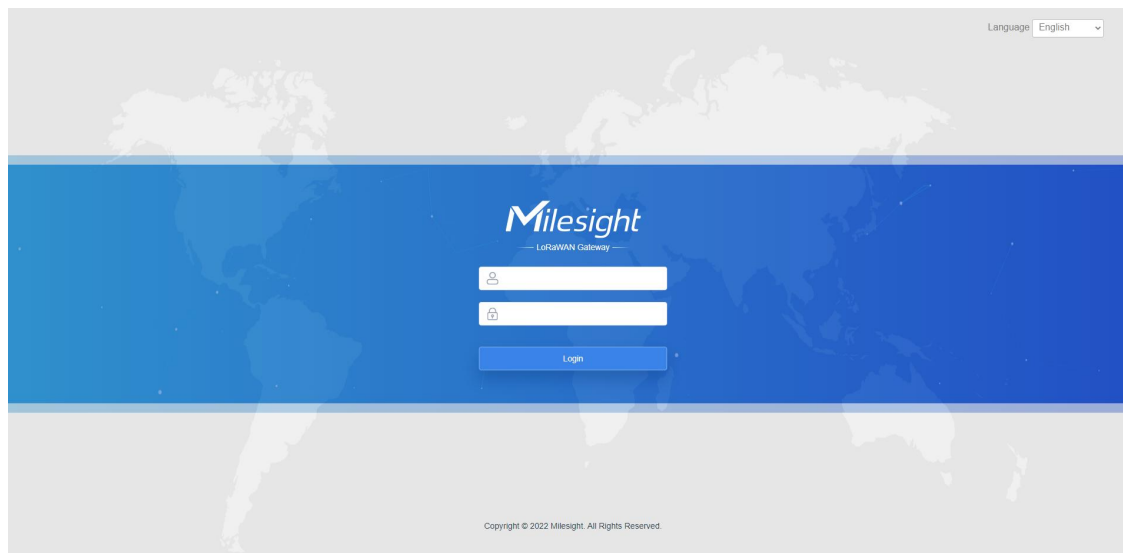 Language English
Milesight
LoRaWAN Gateway
Login
Copyright © 2022 Milesight. All Rights Reserved.